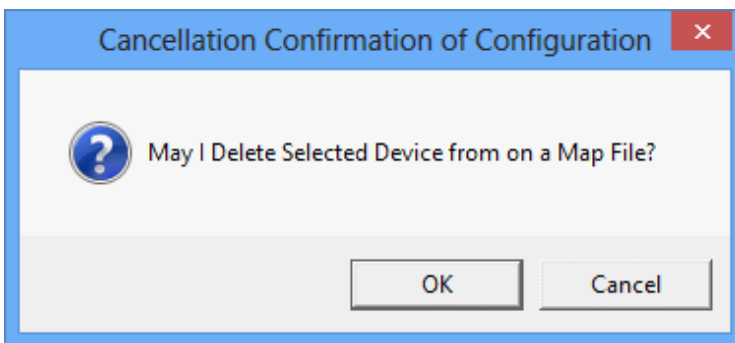 Cancellation Confirmation of Configuration
May I Delete Selected Device from on a Map File?
OK
Cancel